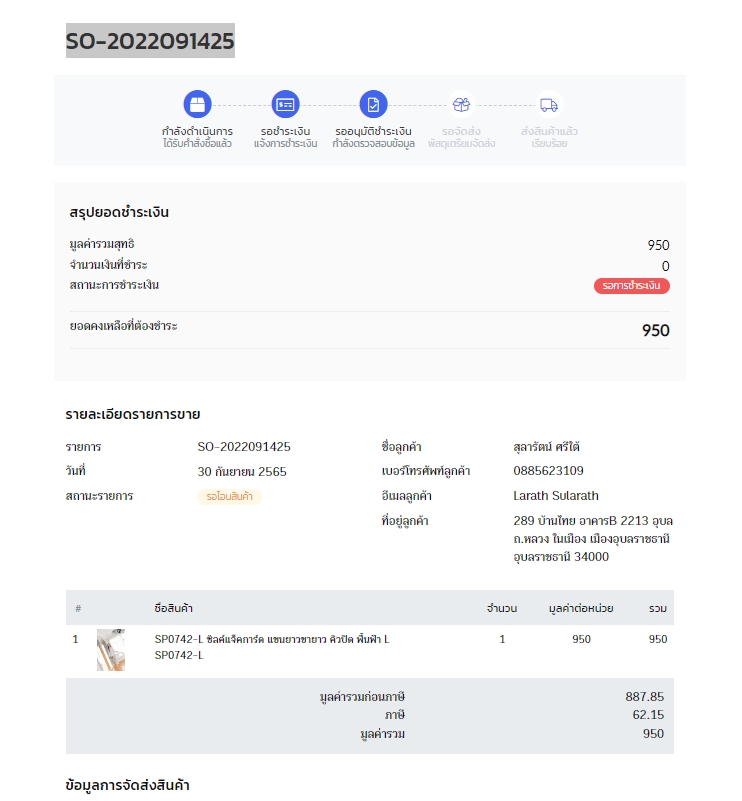 SO-2022091425
กำลังดำเนินการ
ได้รับคำสั่งซื้อแล้ว
รอชำระเงิน
แจ้งการชำระเงิน
รออนุมัติชำระเงิน
กำลังตรวจสอบข้อมูล
รอจัดส่ง
พัสดุเตรียมจัดส่ง
ส่งสินค้าแล้ว
เรียบร้อย
สรุปยอดชำระเงิน
มูลค่ารวมสุทธิ 950
จำนวนเงินที่ชำระ 0
สถานะการชำระเงิน รอการชำระเงิน
ยอดคงเหลือที่ต้องชำระ 950
รายละเอียดรายการขาย
รายการ SO-2022091425
วันที่ 30 กันยายน 2565
สถานะรายการ รอโอนสินค้า
ชื่อลูกค้า สุลารัตน์ ศรีใต้
เบอร์โทรศัพท์ลูกค้า 0885623109
อีเมลลูกค้า Larath Sularath
ที่อยู่ลูกค้า 289 บ้านไทย อาคารB 2213 อุบล
ถ.หลวง ในเมือง เมืองอุบลราชธานี
อุบลราชธานี 34000
# ชื่อสินค้า จำนวน มูลค่าต่อหน่วย รวม
1 SP0742-L ซิลค์แจ็คการ์ด แขนยาวขายาว คิวปิด พื้นฟ้า L 1 950 950
SP0742-L
มูลค่ารวมก่อนภาษี 887.85
ภาษี 62.15
มูลค่ารวม 950
ข้อมูลการจัดส่งสินค้า